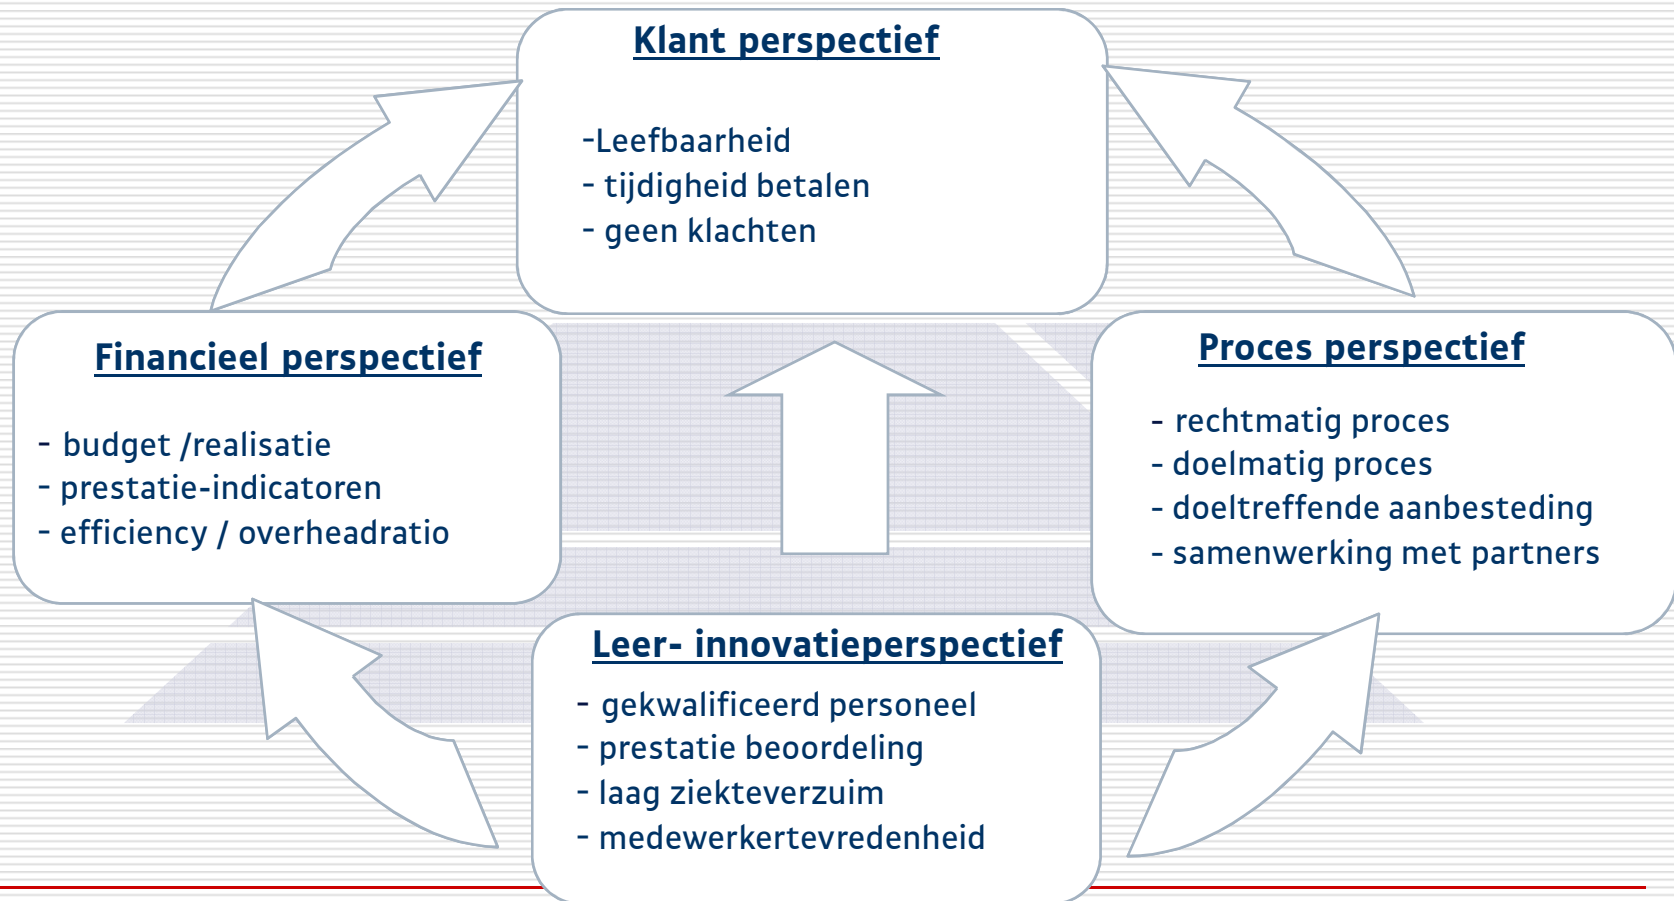 Klant perspectief
-Leefbaarheid
- tijdigheid betalen
- geen klachten
Financieel perspectief
- budget /realisatie
- prestatie-indicatoren
- efficiency / overheadratio
Proces perspectief
- rechtmatig proces
- doelmatig proces
- doeltreffende aanbesteding
- samenwerking met partners
Leer- innovatieperspectief
- gekwalificeerd personeel
- prestatie beoordeling
- laag ziekteverzuim
- medewerkertevredenheid